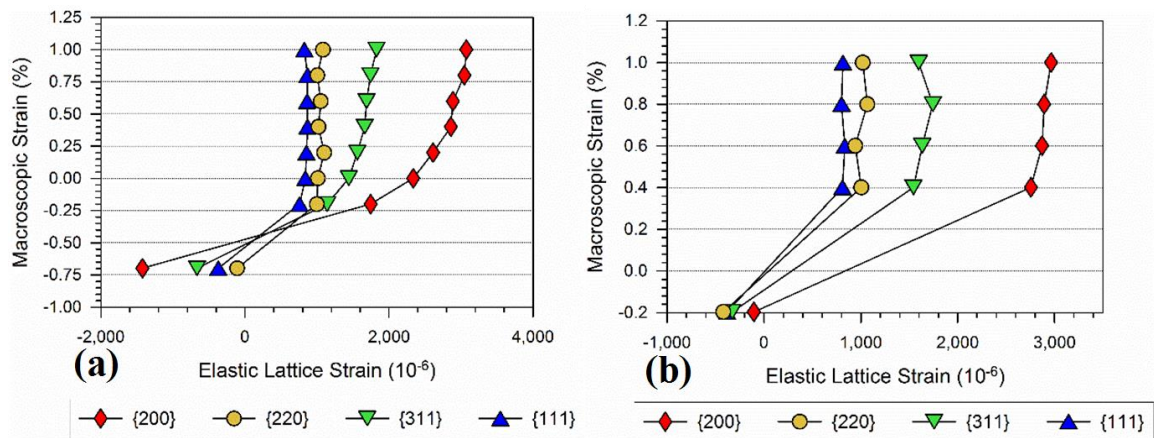 1.25
1.00
0.75
0.50
0.25
0.00
-0.25
-0.50
-0.75
-1.00
Macroscopic Strain (%)
-2,000 0 2,000 4,000
(a) Elastic Lattice Strain (10-6)
{200} {220} {311} {111}
1.2
1.0
0.8
0.6
0.4
0.2
0.0
-0.2
Macroscopic Strain (%)
-1,000 0 1,000 2,000 3,000
(b) Elastic Lattice Strain (10-6)
{200} {220} {311} {111}